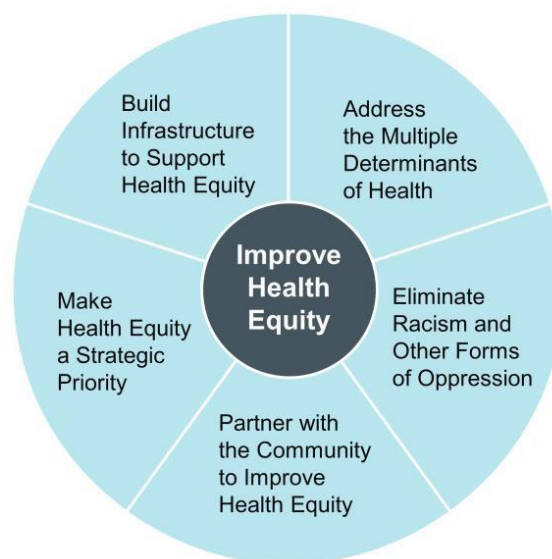 Build
Infrastructure
to Support
Health Equity
Address
the Multiple
Determinants
of Health
Improve
Health
Equity
Make
Health Equity
a Strategic
Priority
Eliminate
Racism and
Other Forms
of Oppression
Partner with
the Community
to Improve
Health Equity